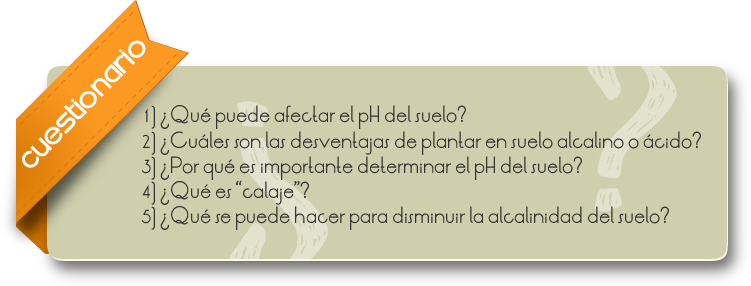 cuestionario
1) ¿Qué puede afectar el pH del suelo?
2) ¿Cuáles son las desventajas de plantar en suelo alcalino o ácido?
3) ¿Por qué es importante determinar el pH del suelo?
4) ¿Qué es “calaje”?
5) ¿Qué se puede hacer para disminuir la alcalinidad del suelo?